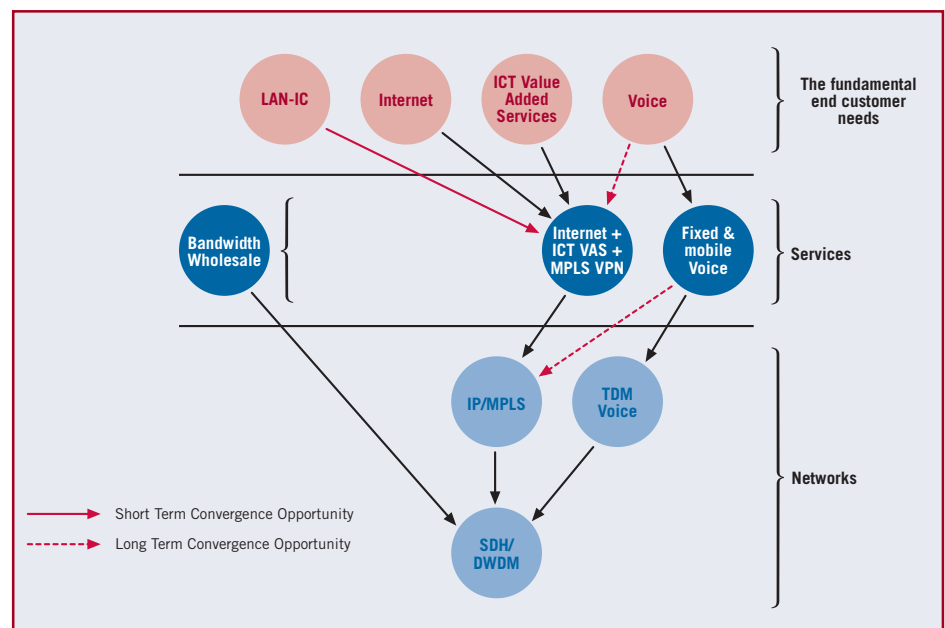 LAN-IC
Internet
ICT Value
Added
Services
Voice
The fundamental
end customer
needs
Bandwidth
Wholesale
Internet +
ICT VAS +
MPLS VPN
Fixed &
mobile
Voice
Services
IP/MPLS
TDM
Voice
Networks
Short Term Convergence Opportunity
Long Term Convergence Opportunity
SDH/
DWDM